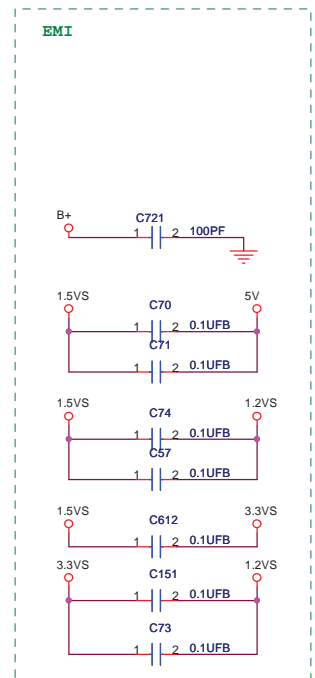 EMI
B+
C721
1 2 100PF
1.5VS 5V
C70
1 2 0.1UFB
C71
1 2 0.1UFB
1.5VS 1.2VS
C74
1 2 0.1UFB
C57
1 2 0.1UFB
1.5VS 3.3VS
C612
1 2 0.1UFB
3.3VS 1.2VS
C151
1 2 0.1UFB
C73
1 2 0.1UFB